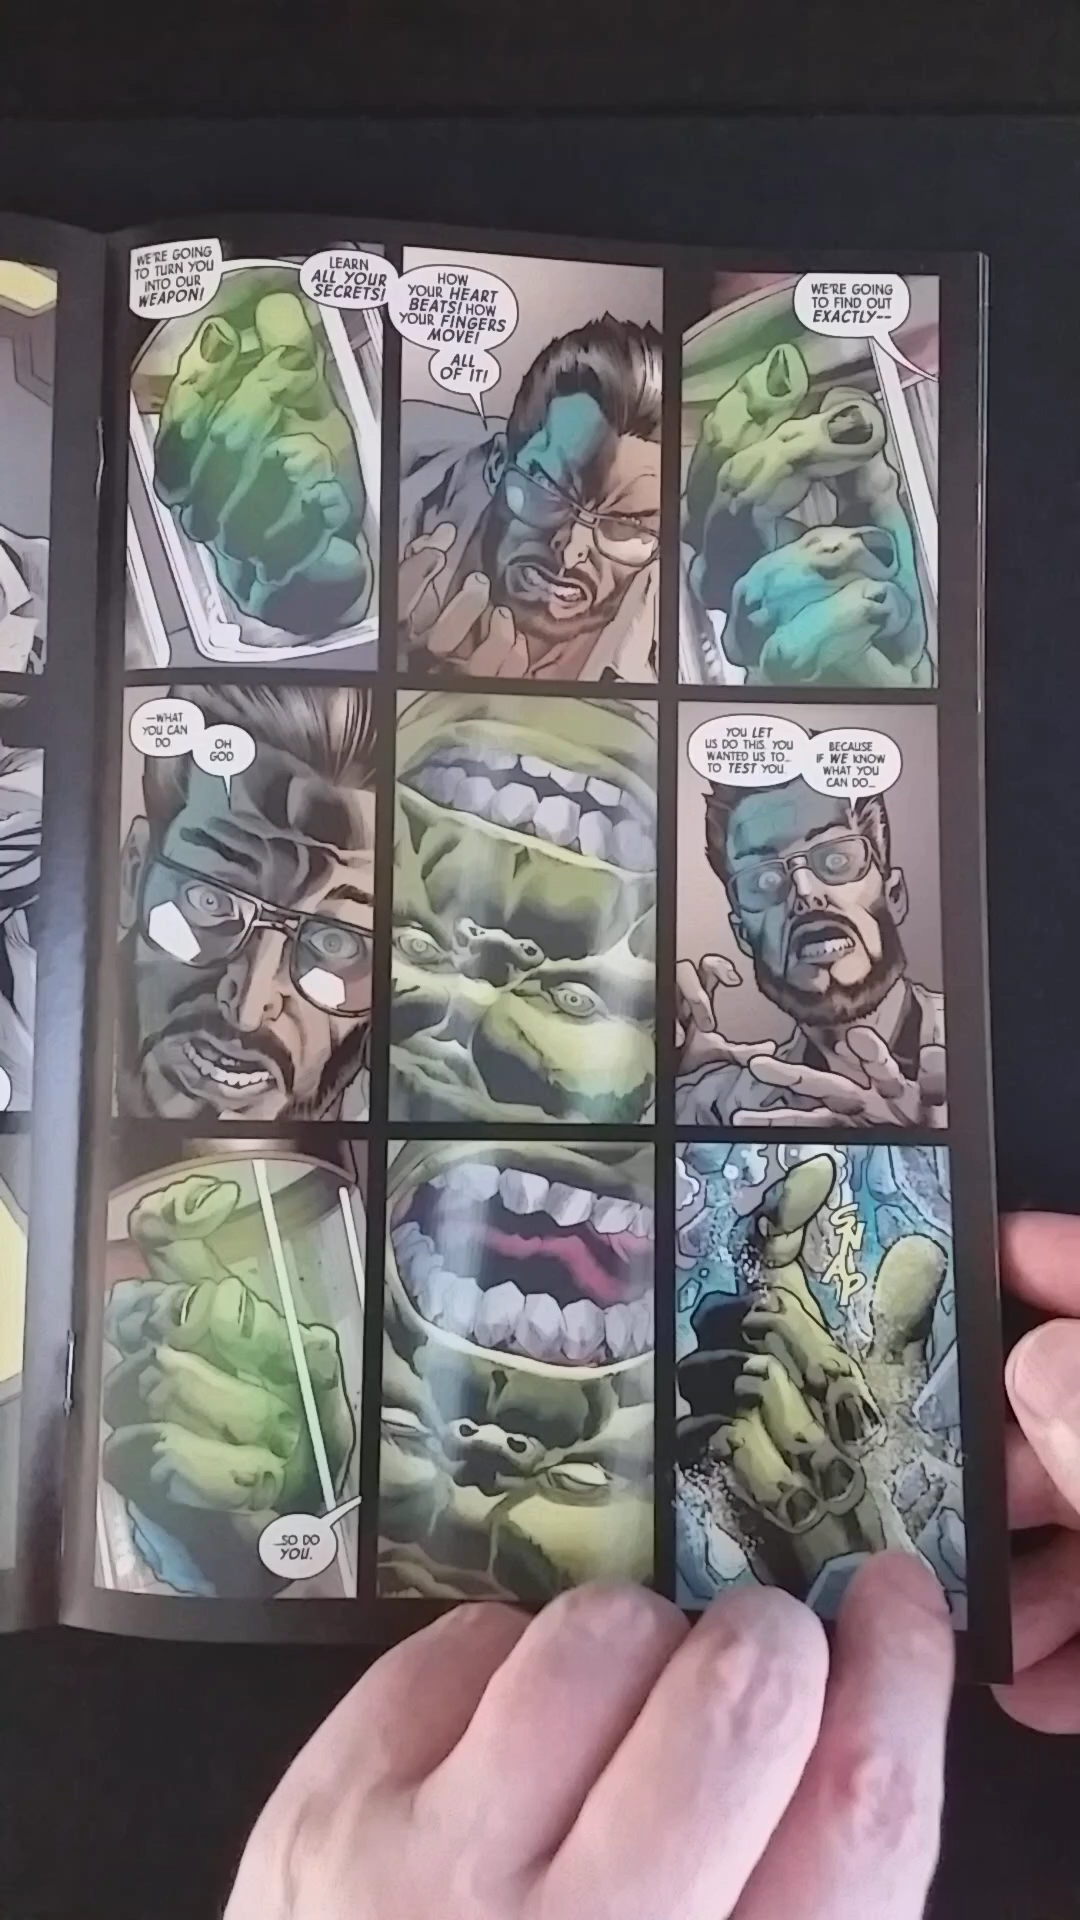 WE'RE GOING
TO TURN YOU
INTO OUR
WEAPON!
LEARN
ALL YOUR
SECRETS!
HOW
YOUR HEART
BEATS! HOW
YOUR FINGERS
MOVE!
ALL
OF IT!
WE'RE GOING
TO FIND OUT
EXACTLY--
--WHAT
YOU CAN
DO
OH
GOD
YOU LET
US DO THIS. YOU
WANTED US TO...
TO TEST YOU.
BECAUSE
IF WE KNOW
WHAT YOU
CAN DO...
...SO DO
YOU.
SNAP